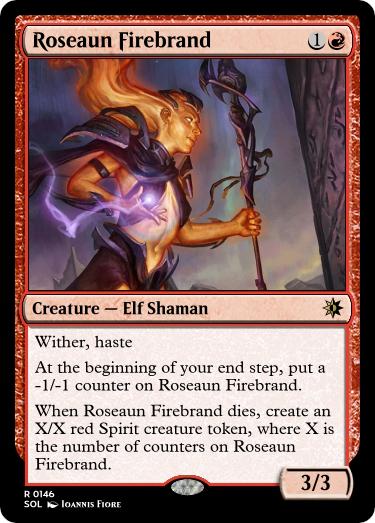 Roseaun Firebrand 1
Creature — Elf Shaman
Wither, haste
At the beginning of your end step, put a
-1/-1 counter on Roseaun Firebrand.
When Roseaun Firebrand dies, create an
X/X red Spirit creature token, where X is
the number of counters on Roseaun
Firebrand.
3/3
R 0146
SOL Ioannis Fiore